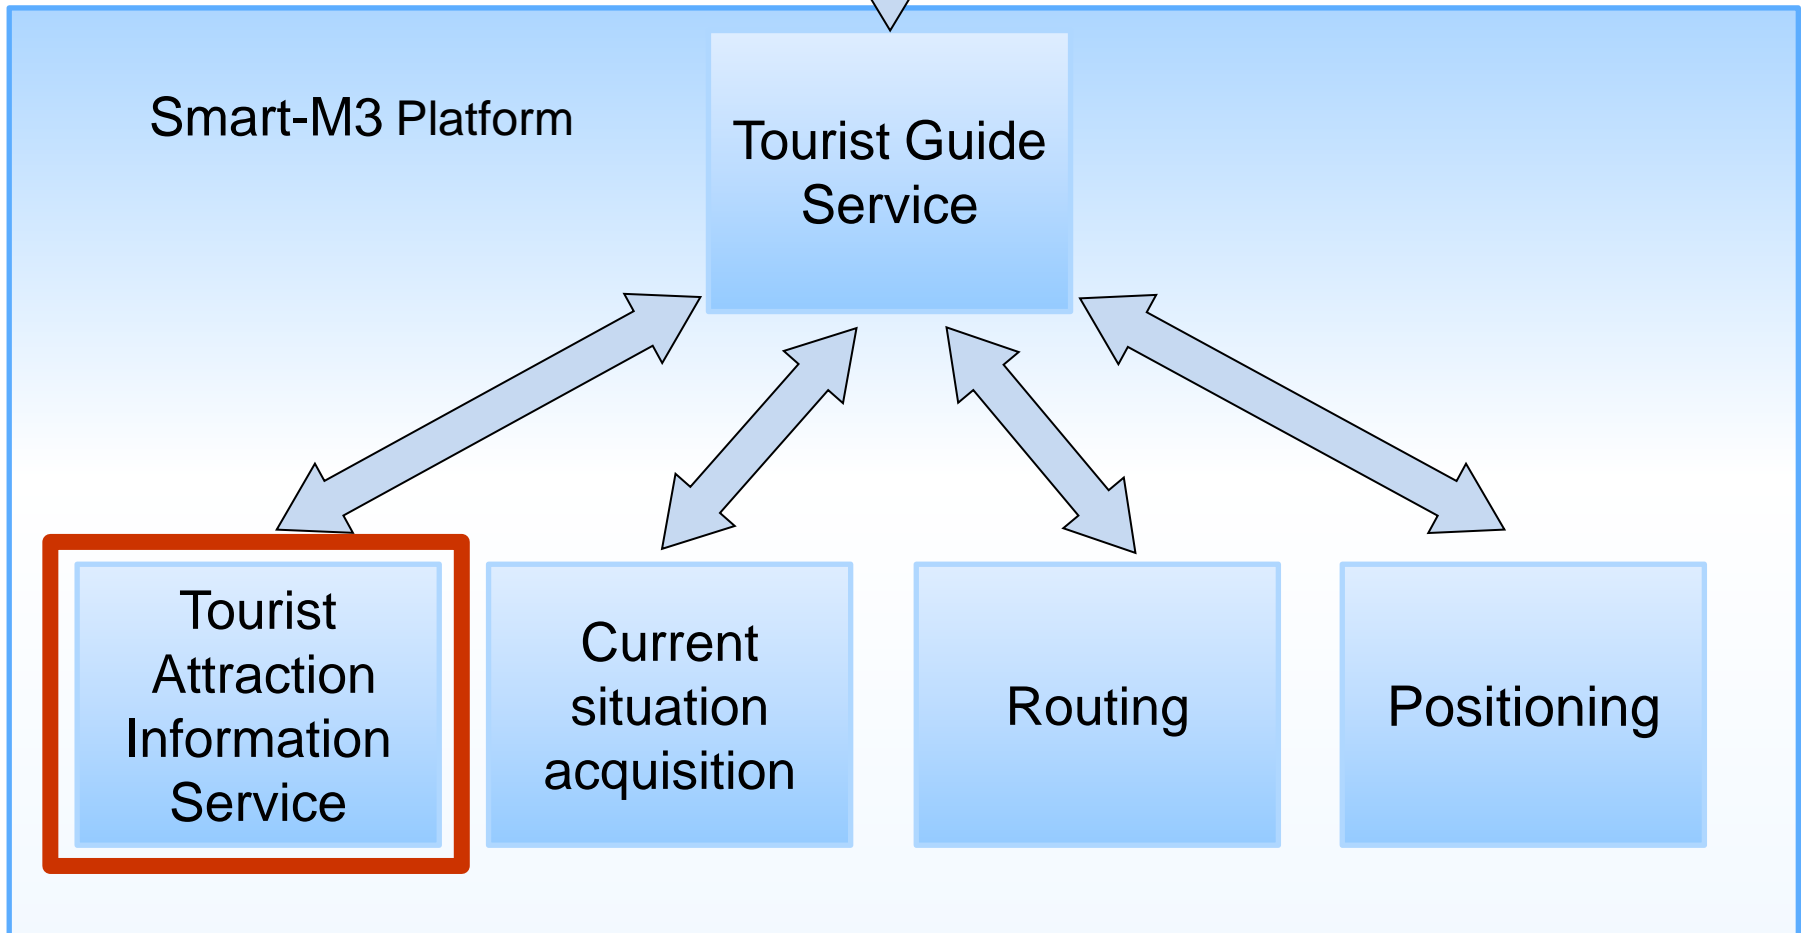 Smart-M3 Platform
Tourist Guide
Service
Tourist
Attraction
Information
Service
Current
situation
acquisition
Routing
Positioning